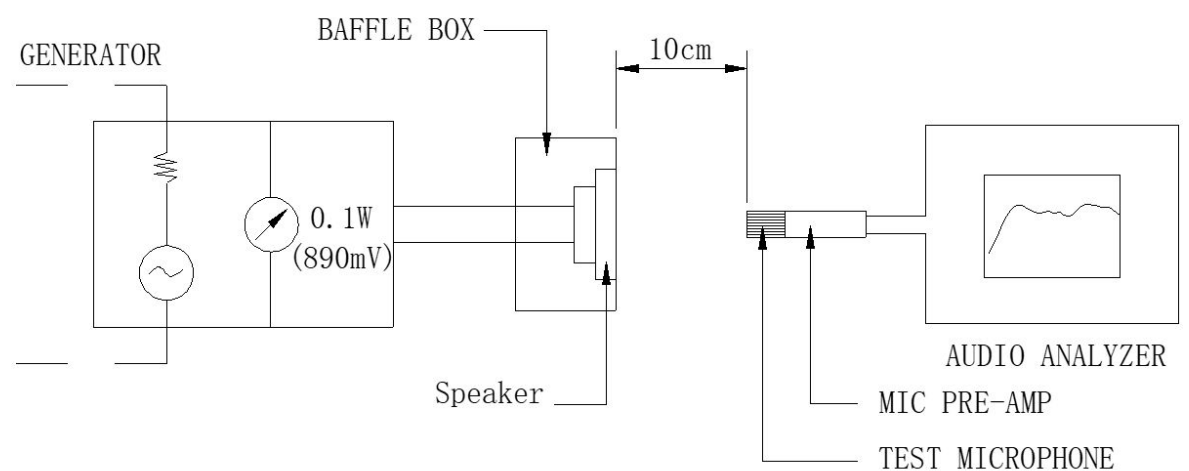 BAFFLE BOX
GENERATOR
10cm
0.1W
(890mV)
AUDIO ANALYZER
Speaker
MIC PRE-AMP
TEST MICROPHONE